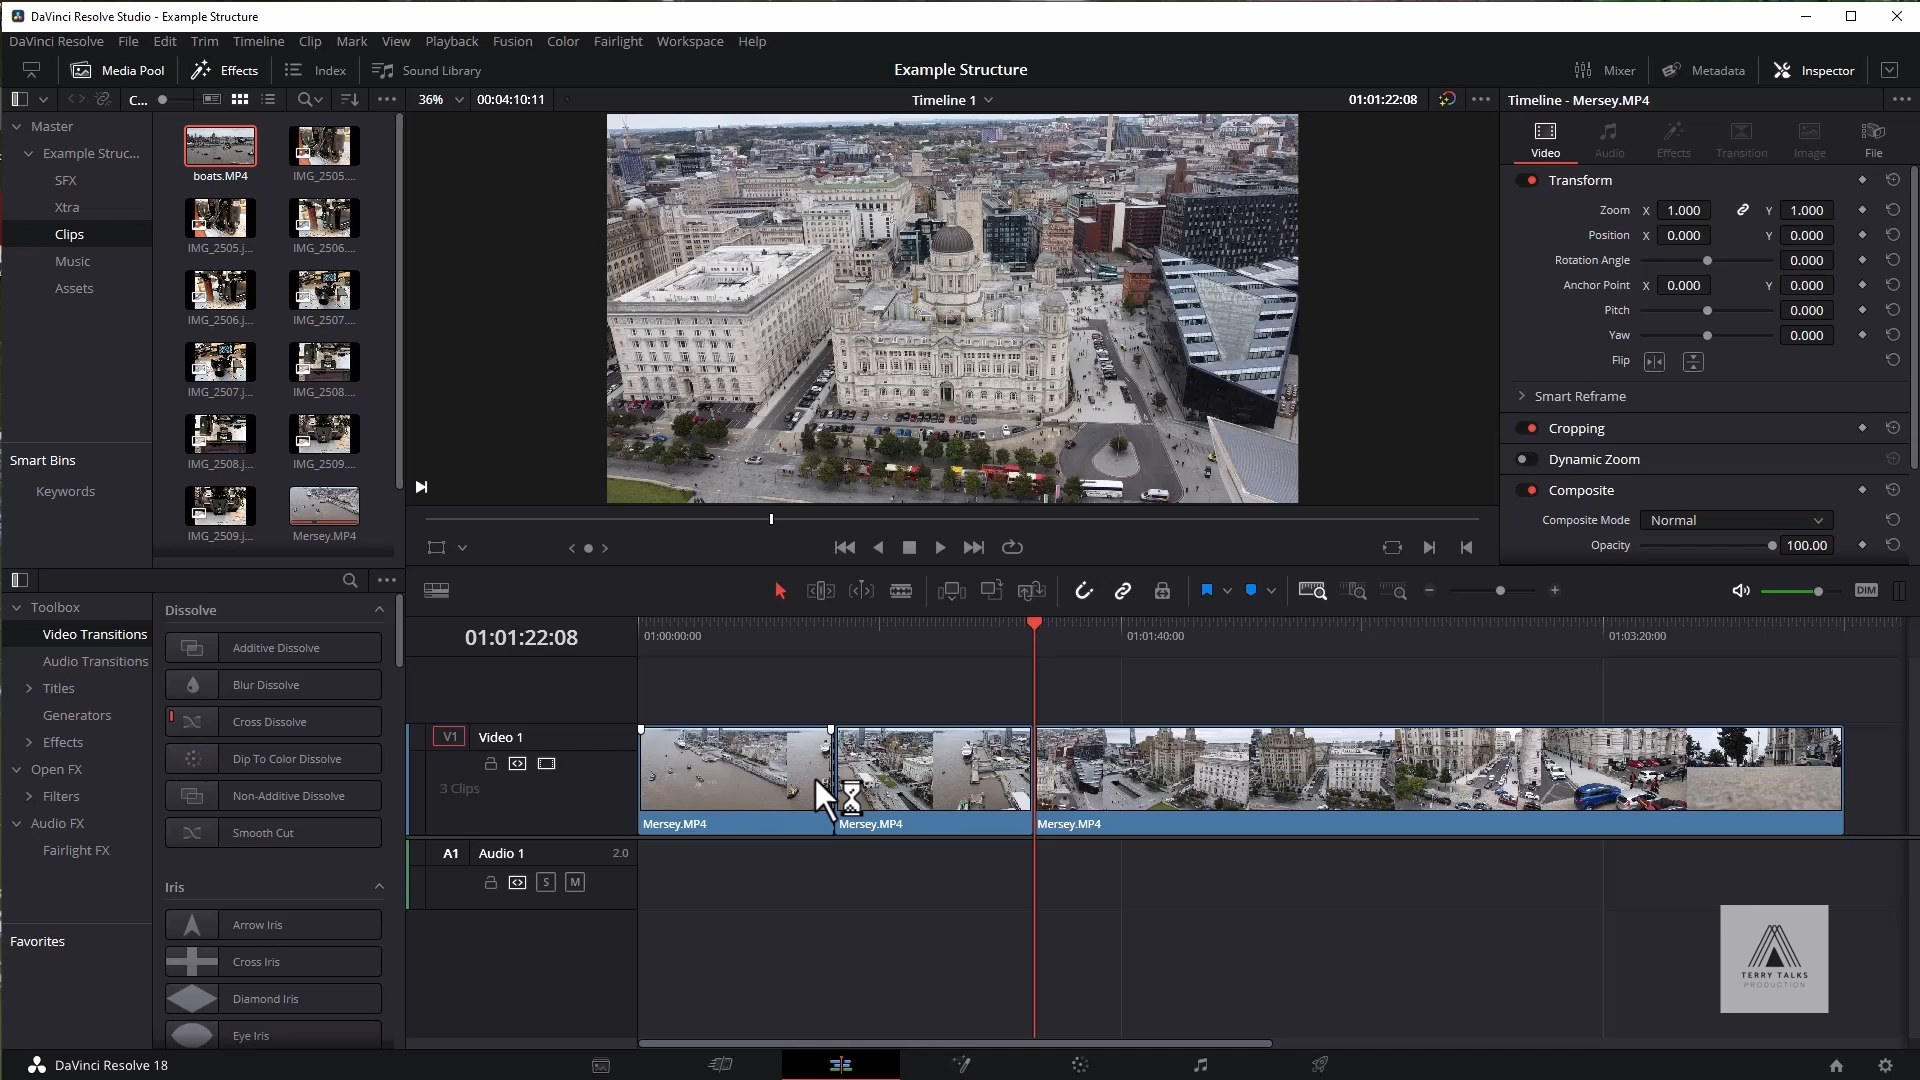 DaVinci Resolve Studio - Example Structure
DaVinci Resolve File Edit Trim Timeline Clip Mark View Playback Fusion Color Fairlight Workspace Help
Media Pool Effects Index Sound Library Example Structure Mixer Metadata Inspector
C... 36% 00:04:10:11 Timeline 1 01:01:22:08 Timeline - Mersey.MP4
Master
Example Struc...
SFX
Xtra
Clips
Music
Assets
Smart Bins
Keywords
boats.MP4 IMG_2505....
IMG_2505.j... IMG_2506....
IMG_2506.j... IMG_2507....
IMG_2507.j... IMG_2508....
IMG_2508.j... IMG_2509....
IMG_2509.j... Mersey.MP4
Video Audio Effects Transition Image File
Transform
Zoom X 1.000 Y 1.000
Position X 0.000 Y 0.000
Rotation Angle 0.000
Anchor Point X 0.000 Y 0.000
Pitch 0.000
Yaw 0.000
Flip
Smart Reframe
Cropping
Dynamic Zoom
Composite
Composite Mode Normal
Opacity 100.00
Toolbox
Video Transitions
Audio Transitions
Titles
Generators
Effects
Open FX
Filters
Audio FX
Fairlight FX
Favorites
Dissolve
Additive Dissolve
Blur Dissolve
Cross Dissolve
Dip To Color Dissolve
Non-Additive Dissolve
Smooth Cut
Iris
Arrow Iris
Cross Iris
Diamond Iris
Eye Iris
DIM
01:01:22:08 01:00:00:00 01:01:40:00 01:03:20:00
V1 Video 1
3 Clips
Mersey.MP4 Mersey.MP4 Mersey.MP4
A1 Audio 1 2.0
S M
TERRY TALKS
PRODUCTION
DaVinci Resolve 18